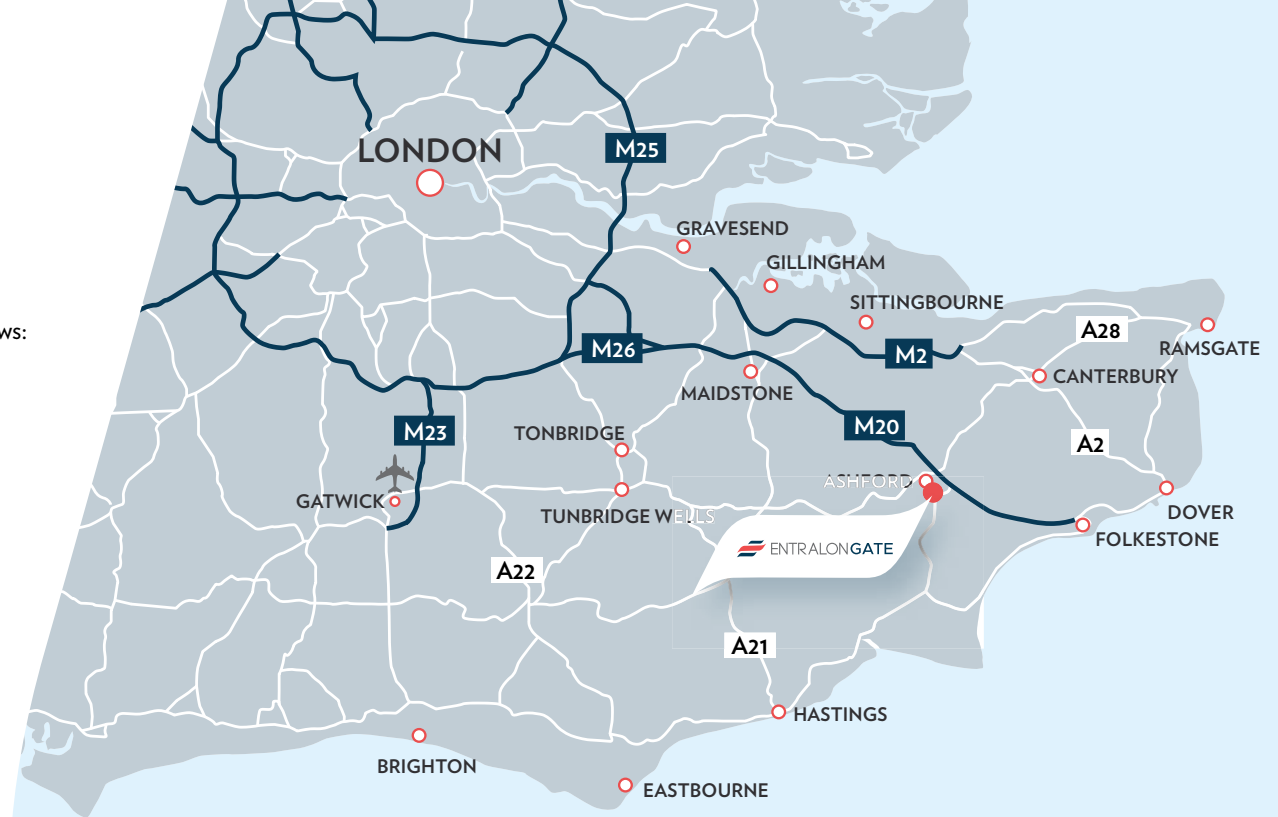 LONDON
M25
GRAVESEND
GILLINGHAM
SITTINGBOURNE
ws:
A28
M26
M2
RAMSGATE
CANTERBURY
MAIDSTONE
M20
M23
TONBRIDGE
A2
ASHFORD
GATWICK
TUNBRIDGE WELLS
DOVER
FOLKESTONE
ENTRALONGATE
A22
A21
HASTINGS
BRIGHTON
EASTBOURNE